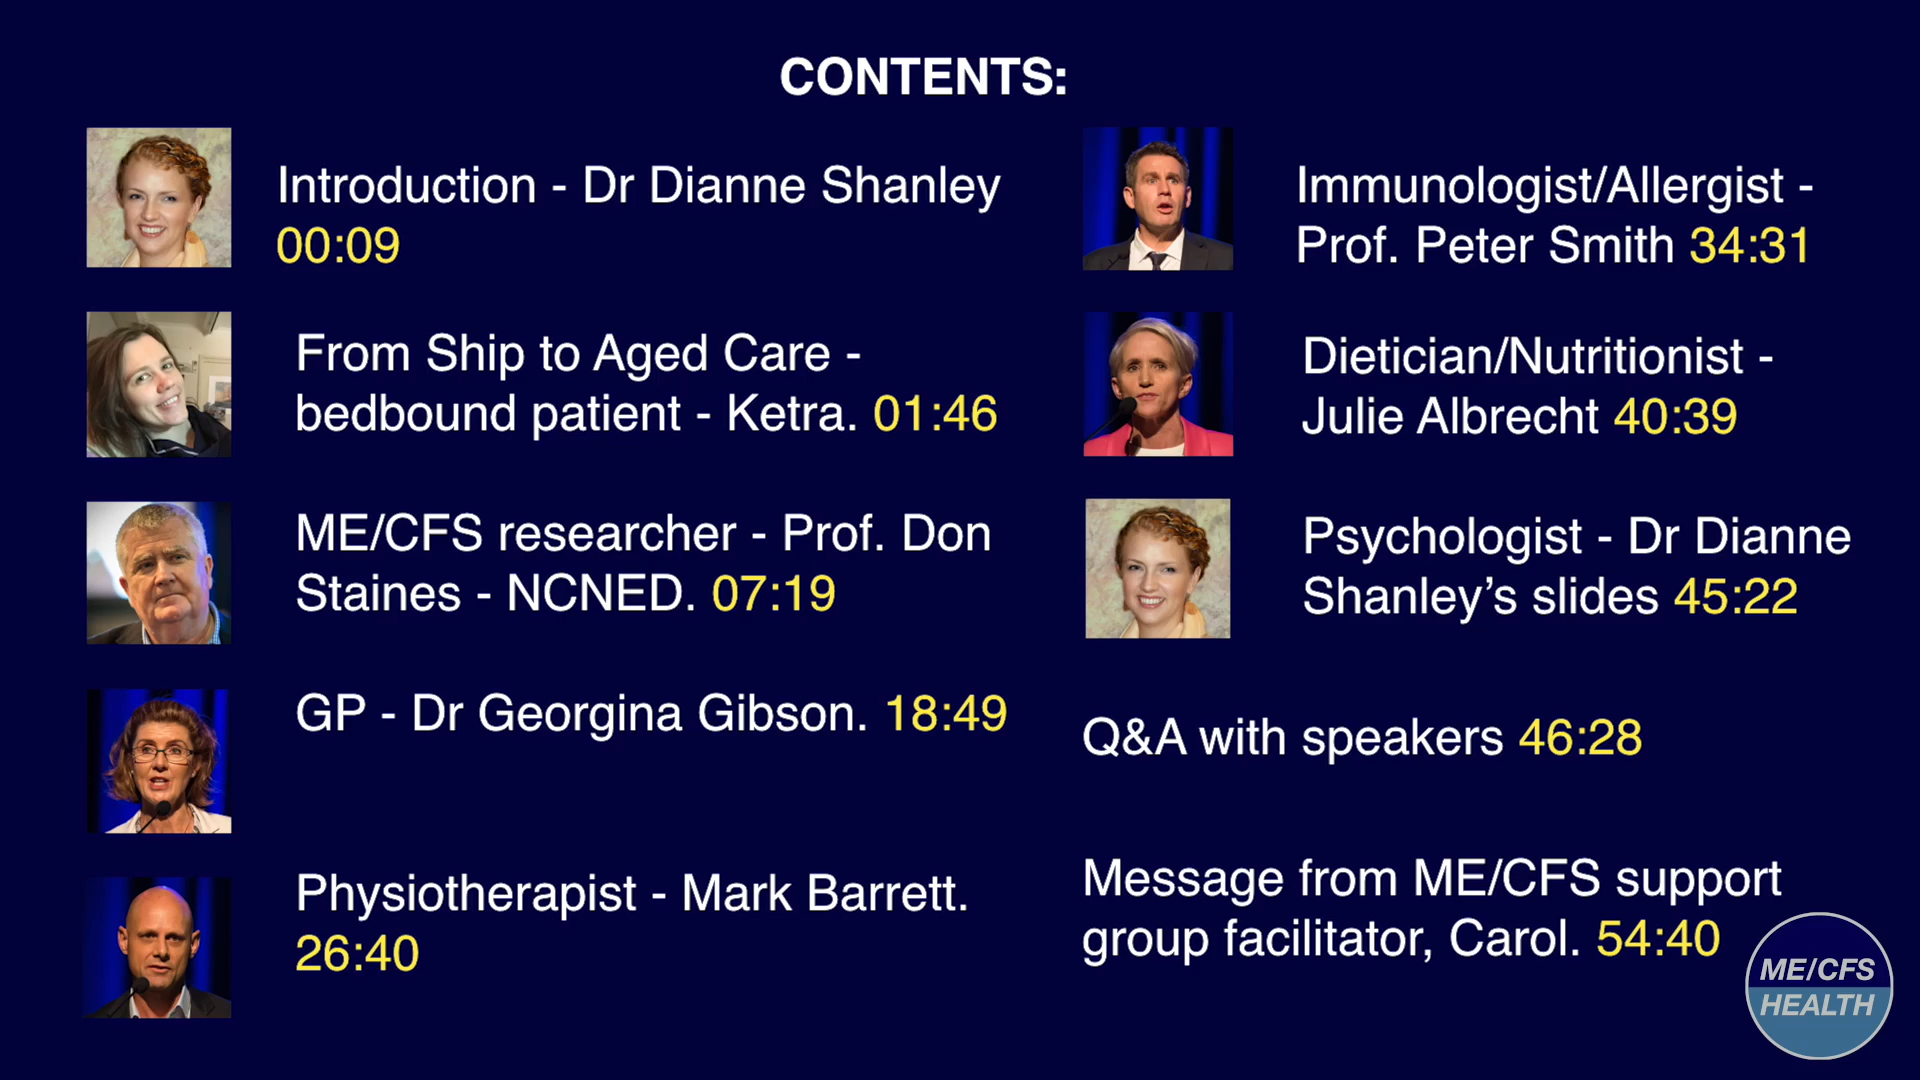 CONTENTS:
Introduction - Dr Dianne Shanley
00:09
From Ship to Aged Care -
bedbound patient - Ketra. 01:46
ME/CFS researcher - Prof. Don
Staines - NCNED. 07:19
GP - Dr Georgina Gibson. 18:49
Physiotherapist - Mark Barrett.
26:40
Immunologist/Allergist -
Prof. Peter Smith 34:31
Dietician/Nutritionist -
Julie Albrecht 40:39
Psychologist - Dr Dianne
Shanley’s slides 45:22
Q&A with speakers 46:28
Message from ME/CFS support
group facilitator, Carol. 54:40
ME/CFS
HEALTH